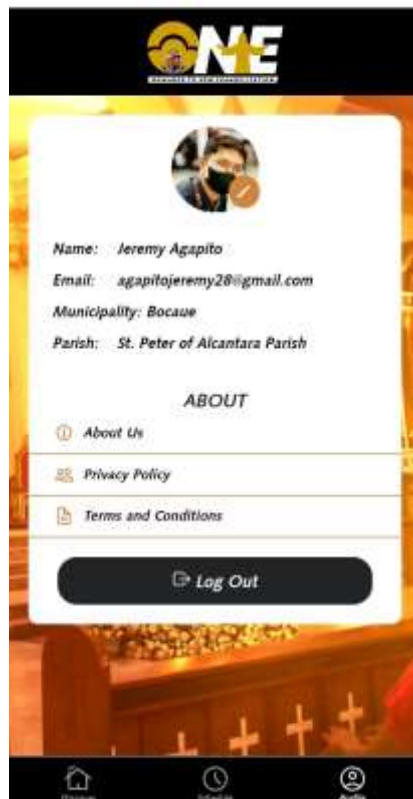 ONE
Name: Jeremy Agapito
Email: agapitojeremy28@gmail.com
Municipality: Bocaue
Parish: St. Peter of Alcantara Parish
ABOUT
About Us
Privacy Policy
Terms and Conditions
Log Out